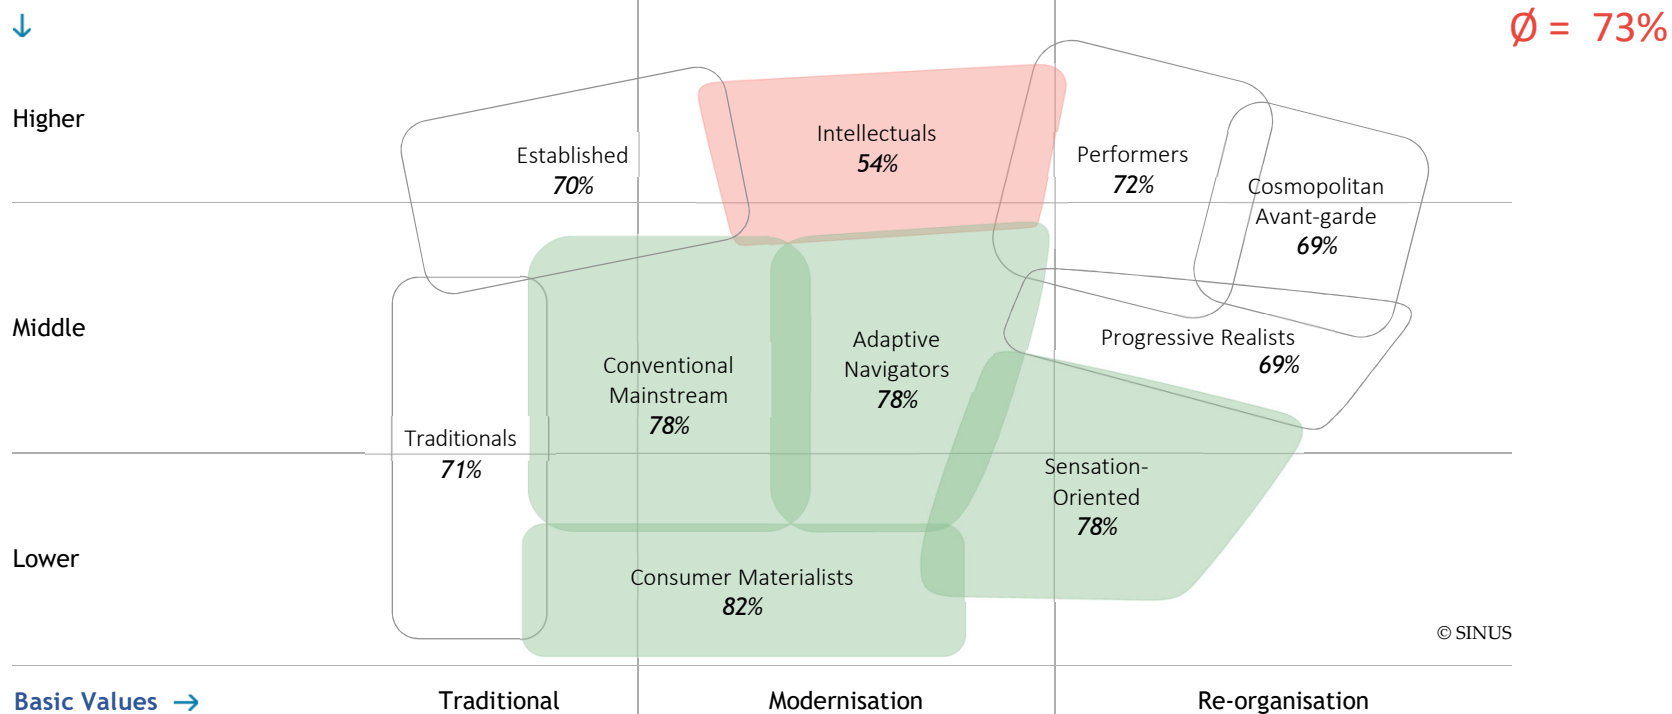 ↓
Ø = 73%
Higher
Established
70%
Intellectuals
54%
Performers
72%
Cosmopolitan
Avant-garde
69%
Middle
Conventional
Mainstream
78%
Adaptive
Navigators
78%
Progressive Realists
69%
Traditionals
71%
Sensation-
Oriented
78%
Lower
Consumer Materialists
82%
© SINUS
Basic Values →
Traditional
Modernisation
Re-organisation